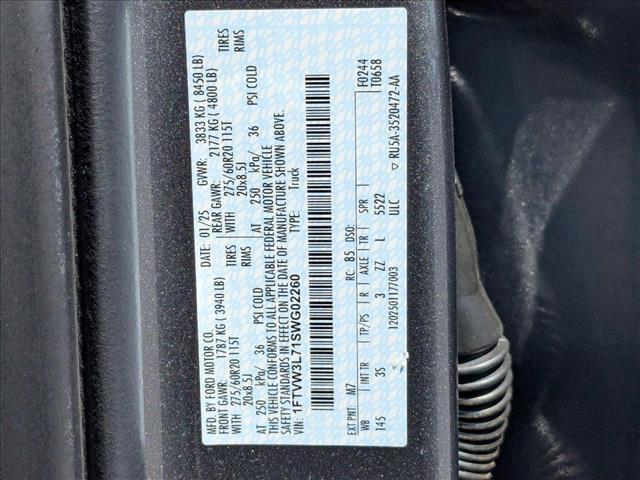 MFD. BY FORD MOTOR CO.
DATE: 01/25 GVWR: 3833 KG ( 8450 LB)
FRONT GAWR: 1787 KG ( 3940 LB) REAR GAWR: 2177 KG ( 4800 LB)
WITH 275/60R20 115T TIRES WITH 275/60R20 115T TIRES
20x8.5J RIMS 20x8.5J RIMS
AT 250 kPa/ 36 PSI COLD AT 250 kPa/ 36 PSI COLD
THIS VEHICLE CONFORMS TO ALL APPLICABLE FEDERAL MOTOR VEHICLE
SAFETY STANDARDS IN EFFECT ON THE DATE OF MANUFACTURE SHOWN ABOVE.
VIN: 1FTVW3L71SWG02260 TYPE: Truck
EXT PNT: M7 RC: 85 DSO: F0244
T0658
WB INT TR TP/PS R AXLE TR SPR
145 3S 3 ZZ L 5522
ULC
120250117003 ▽ RU5A-3520472-AA